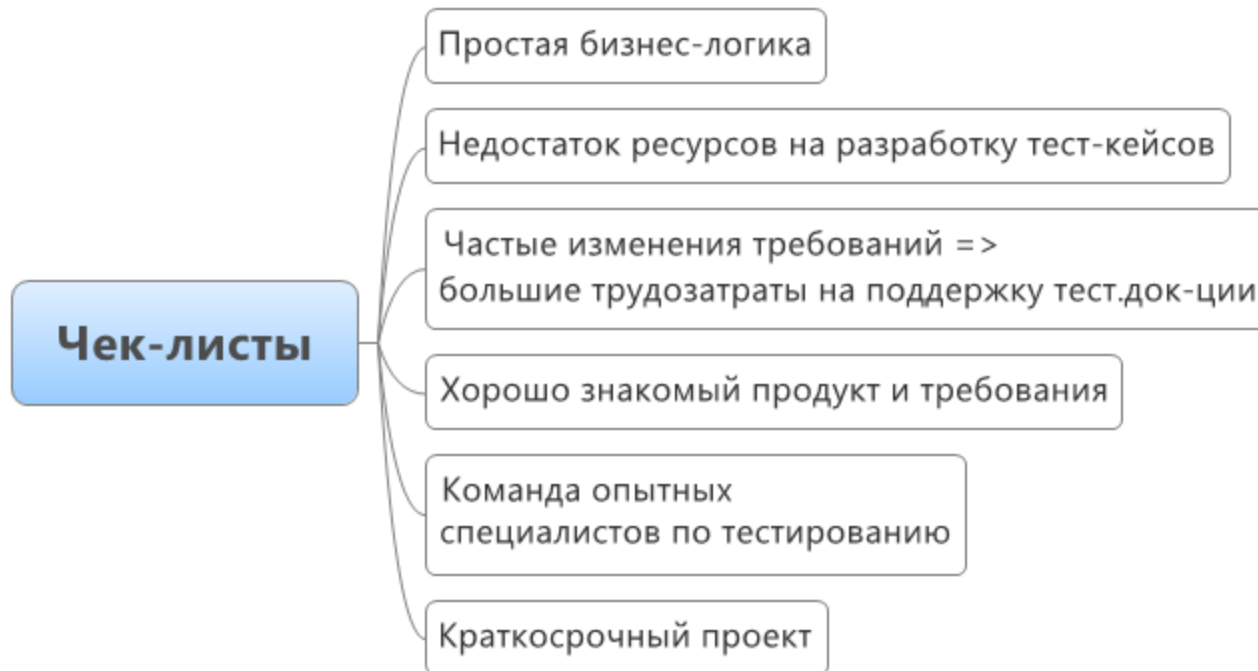 Простая бизнес-логика
Недостаток ресурсов на разработку тест-кейсов
Частые изменения требований =>
большие трудозатраты на поддержку тест.док-ции
Чек-листы
Хорошо знакомый продукт и требования
Команда опытных
специалистов по тестированию
Краткосрочный проект